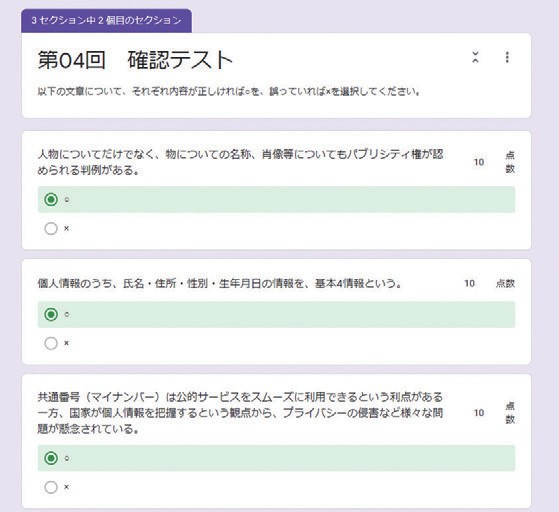 3 セクション中 2 個目のセクション
第04回　確認テスト
以下の文章について、それぞれ内容が正しければ○を、誤っていれば×を選択してください。
人物についてだけでなく、物についての名称、肖像等についてもパブリシティ権が認
められる判例がある。
10
点
数
○
×
個人情報のうち、氏名・住所・性別・生年月日の情報を、基本4情報という。
10
点数
○
×
共通番号（マイナンバー）は公的サービスをスムーズに利用できるという利点がある
一方、国家が個人情報を把握するという観点から、プライバシーの侵害など様々な問
題が懸念されている。
10
点
数
○
×